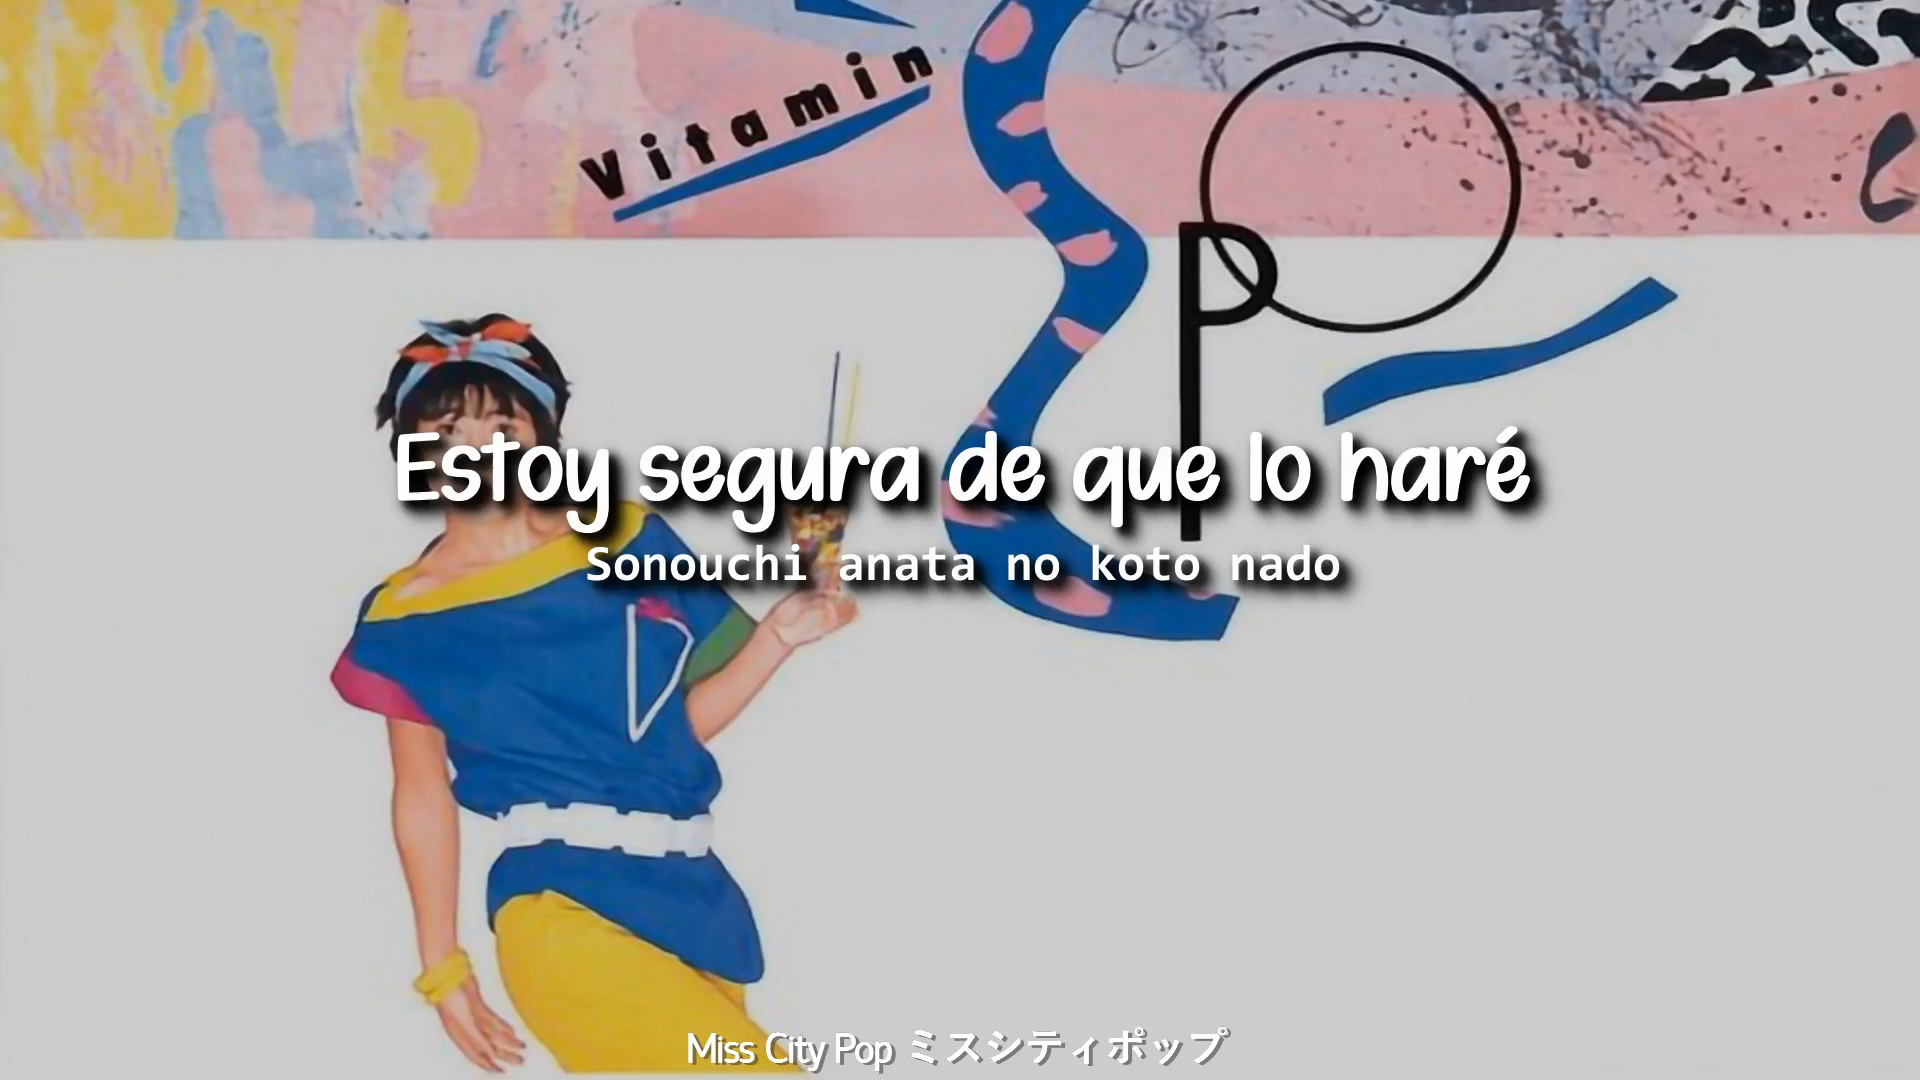 Vitamin
PO
Estoy segura de que lo haré
Sonouchi anata no koto nado
Miss City Pop ミスシティポップ